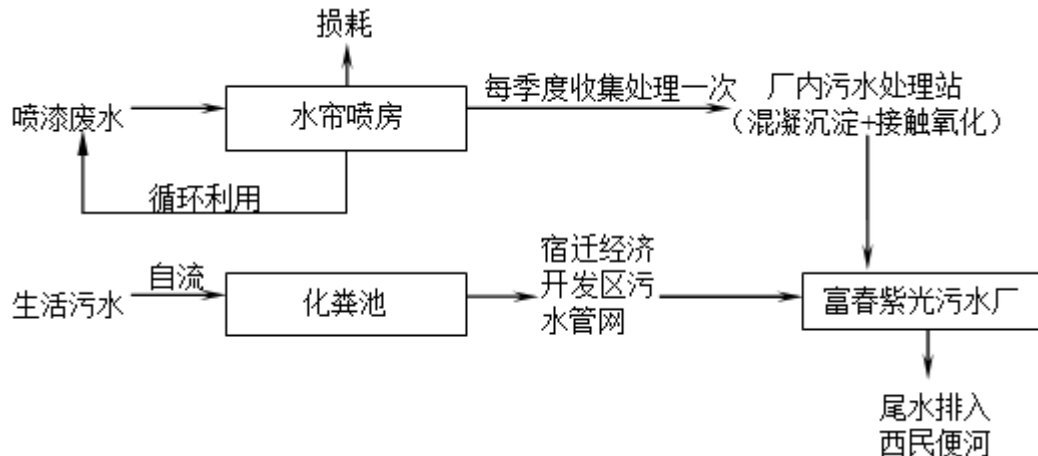 损耗
喷漆废水
水帘喷房
每季度收集处理一次
厂内污水处理站
（混凝沉淀+接触氧化）
循环利用
生活污水
自流
化粪池
宿迁经济
开发区污
水管网
富春紫光污水厂
尾水排入
西民便河